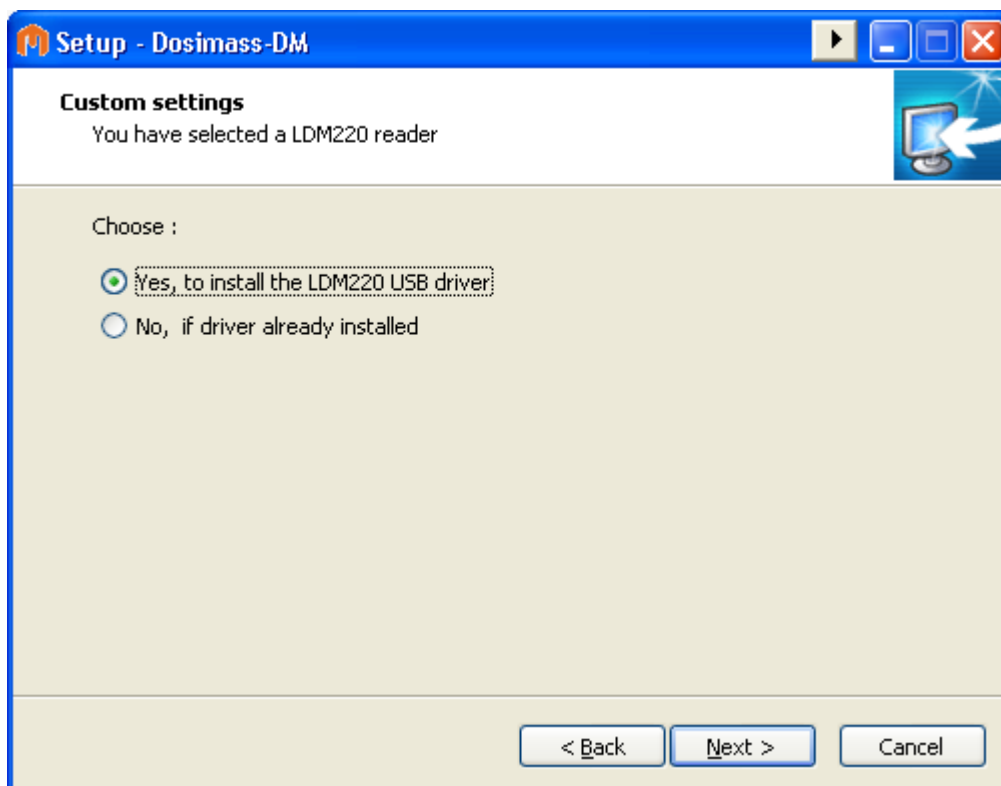 Setup - Dosimass-DM
Custom settings
You have selected a LDM220 reader
Choose :
Yes, to install the LDM220 USB driver
No,  if driver already installed
< Back
Next >
Cancel